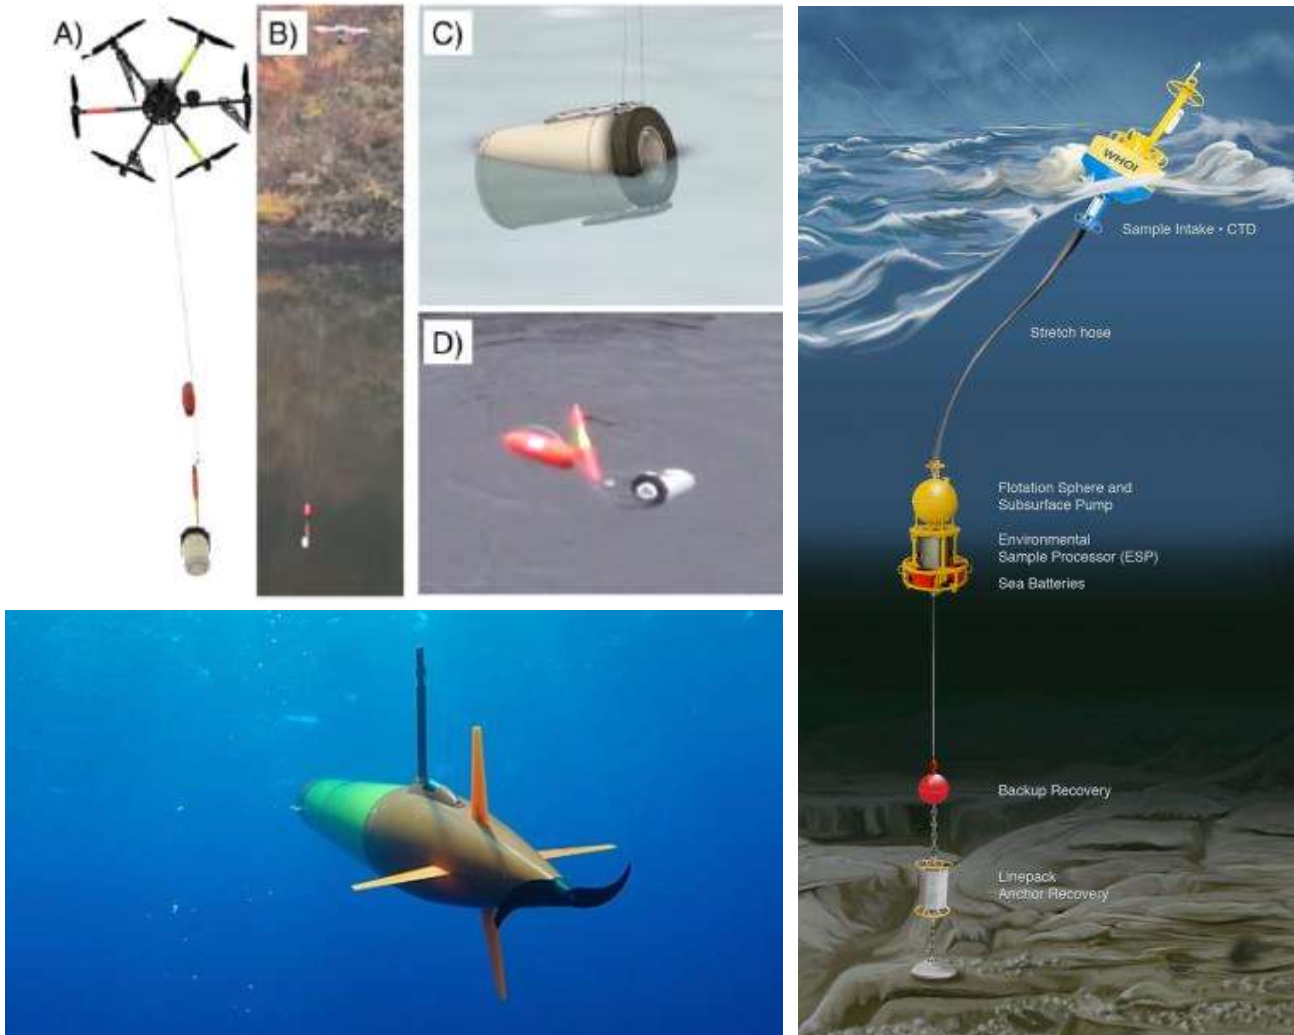 A)
B)
C)
D)
WHOI
Sample Intake • CTD
Stretch hose
Flotation Sphere and
Subsurface Pump
Environmental
Sample Processor (ESP)
Sea Batteries
Backup Recovery
Linepack
Anchor Recovery